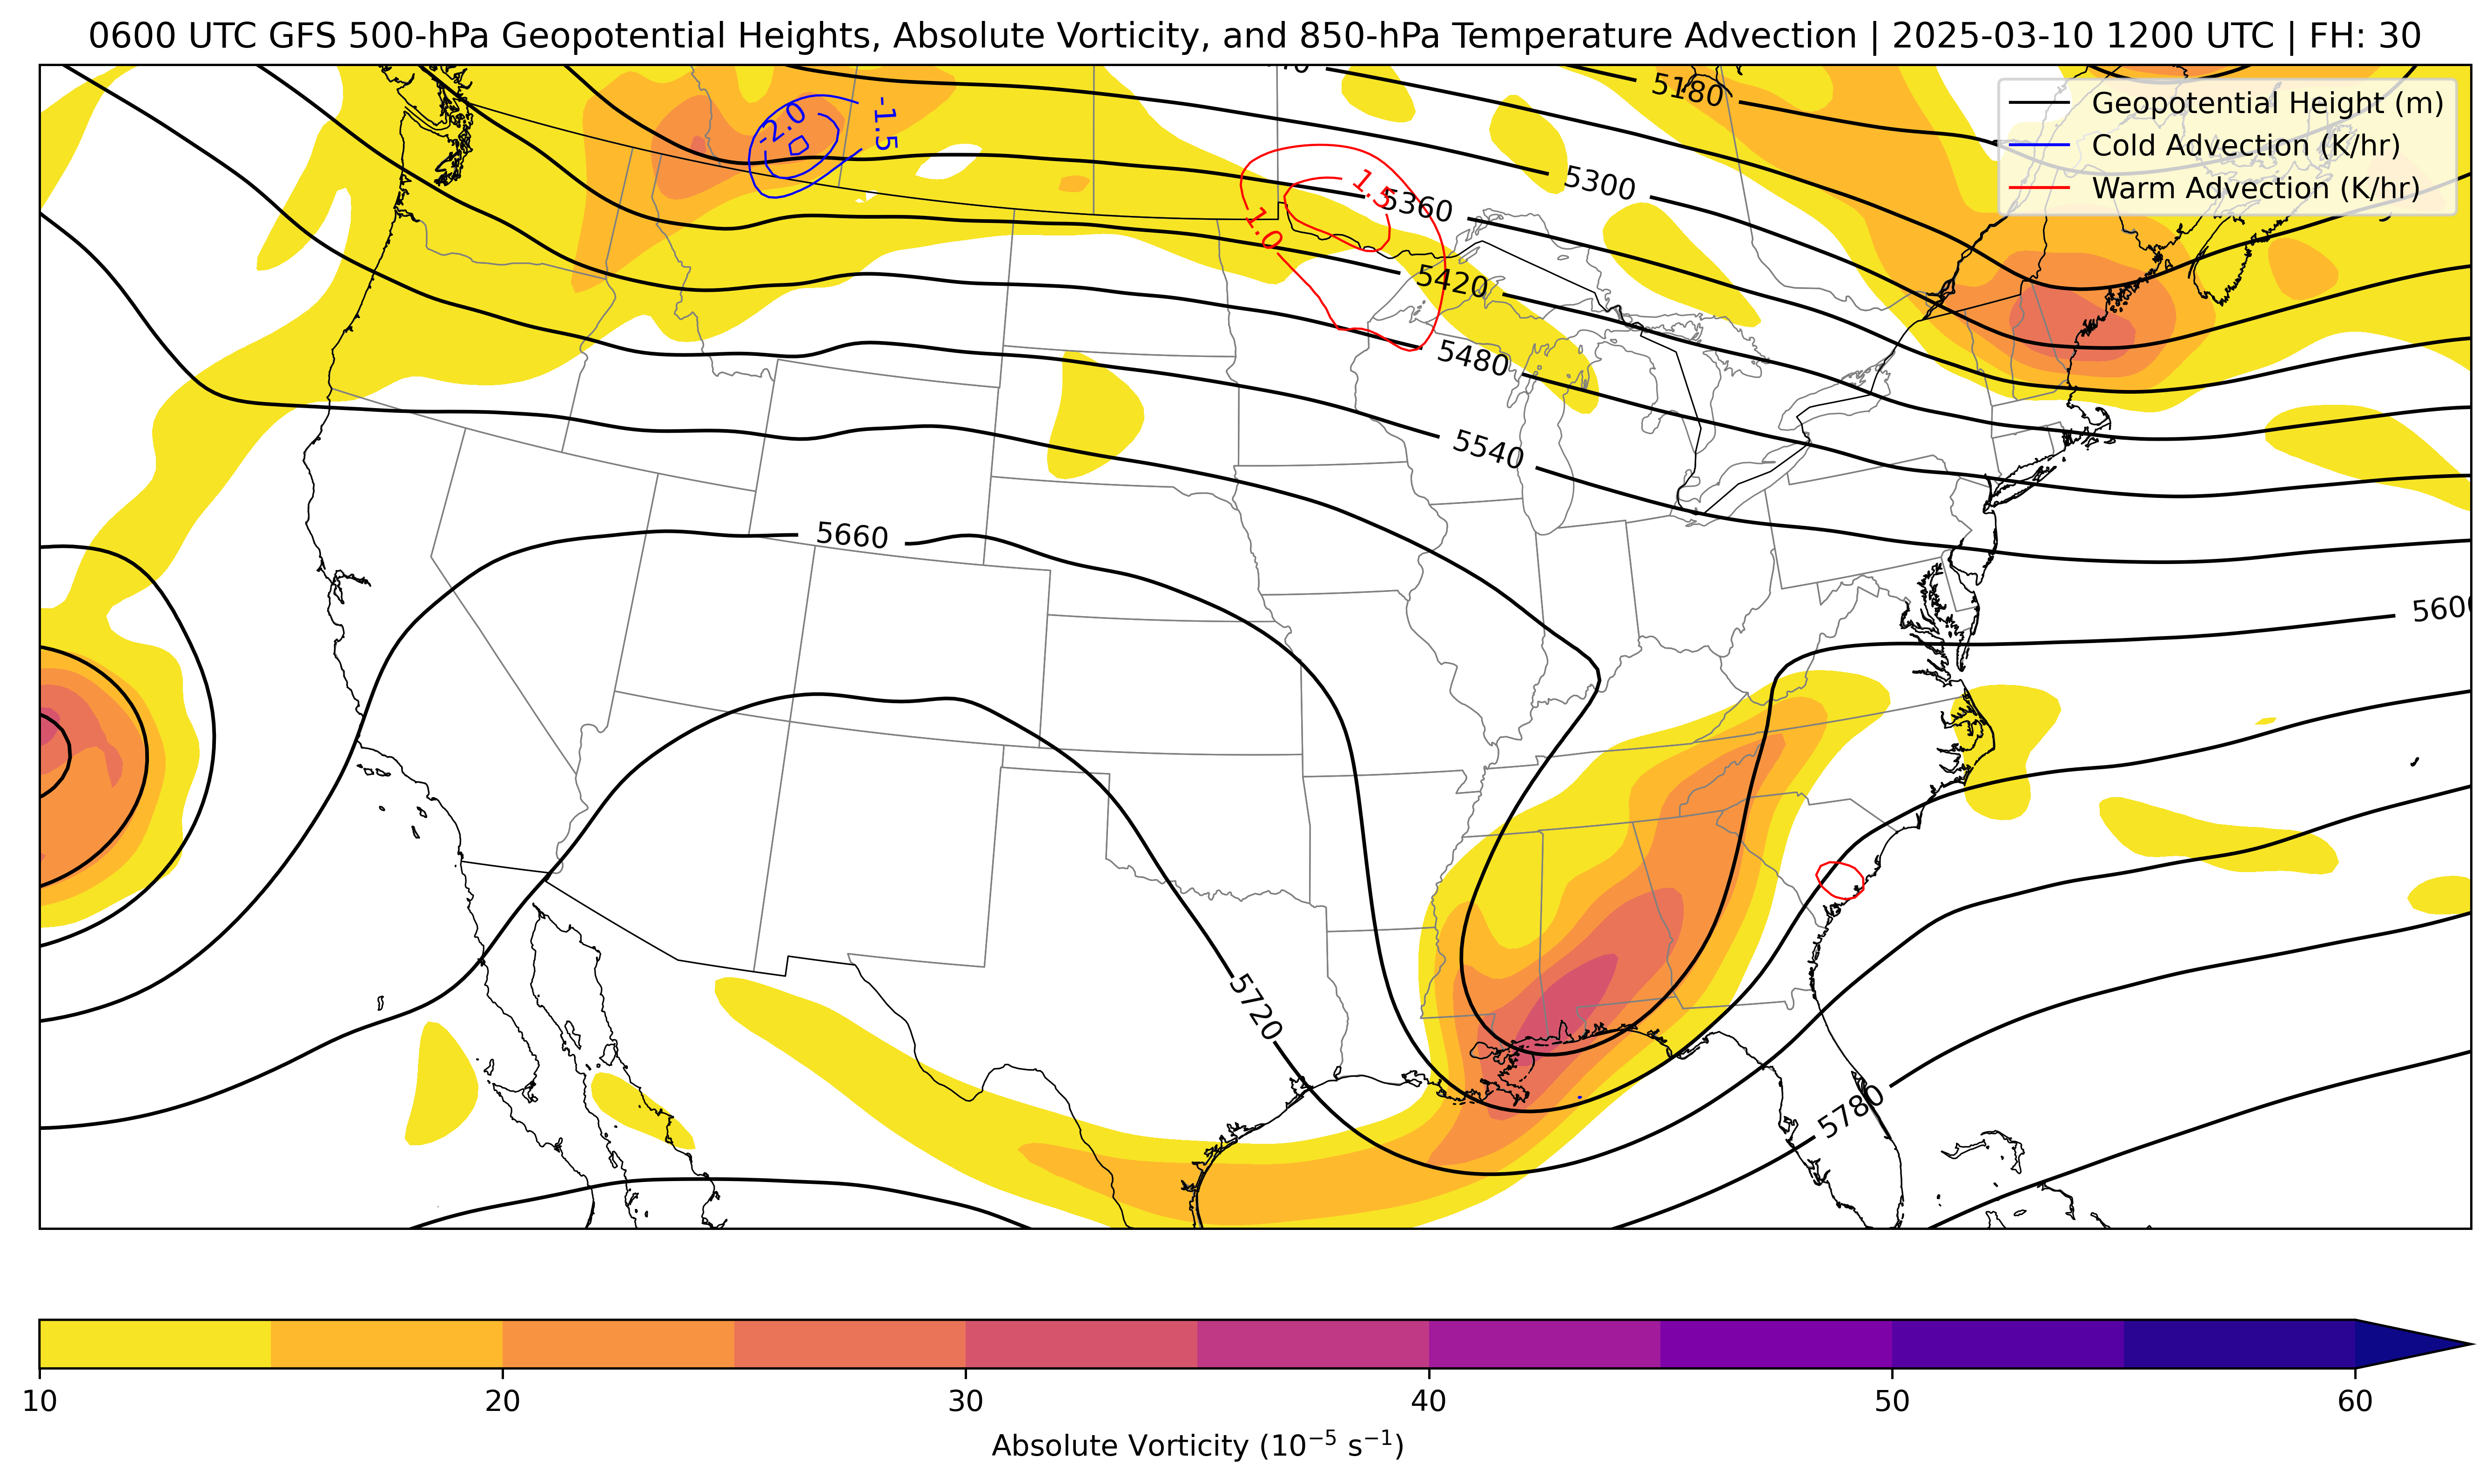 0600 UTC GFS 500-hPa Geopotential Heights, Absolute Vorticity, and 850-hPa Temperature Advection | 2025-03-10 1200 UTC | FH: 30
5180
Geopotential Height (m)
Cold Advection (K/hr)
Warm Advection (K/hr)
-2.0
-1.5
5300
1.5
5360
1.0
5420
5480
5540
5660
5600
5720
5780
10 20 30 40 50 60
Absolute Vorticity (10⁻⁵ s⁻¹)